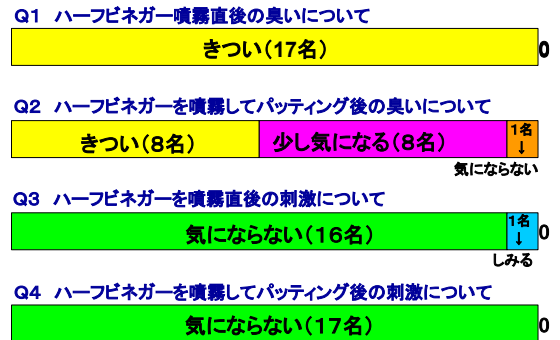 Q1 ハーフビネガー噴霧直後の臭いについて
きつい(17名)
0
Q2 ハーフビネガーを噴霧してパッティング後の臭いについて
きつい(8名)
少し気になる(8名)
1名
↓
気にならない
Q3 ハーフビネガーを噴霧直後の刺激について
気にならない(16名)
1名
↓
0
しみる
Q4 ハーフビネガーを噴霧してパッティング後の刺激について
気にならない(17名)
0